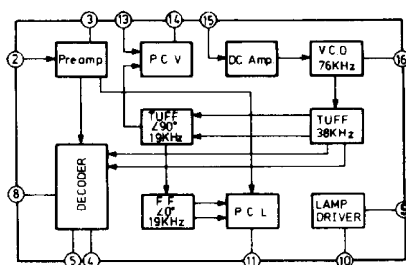 3 13 14 15
2 Preamp PCV DC Amp. VCO
76KHz 16
TUFF
∠90°
19KHz
TUFF
38KHz
DECODER
8
F.F
∠0°
19KHz
PCL
LAMP
DRIVER
9
5 4 11 10